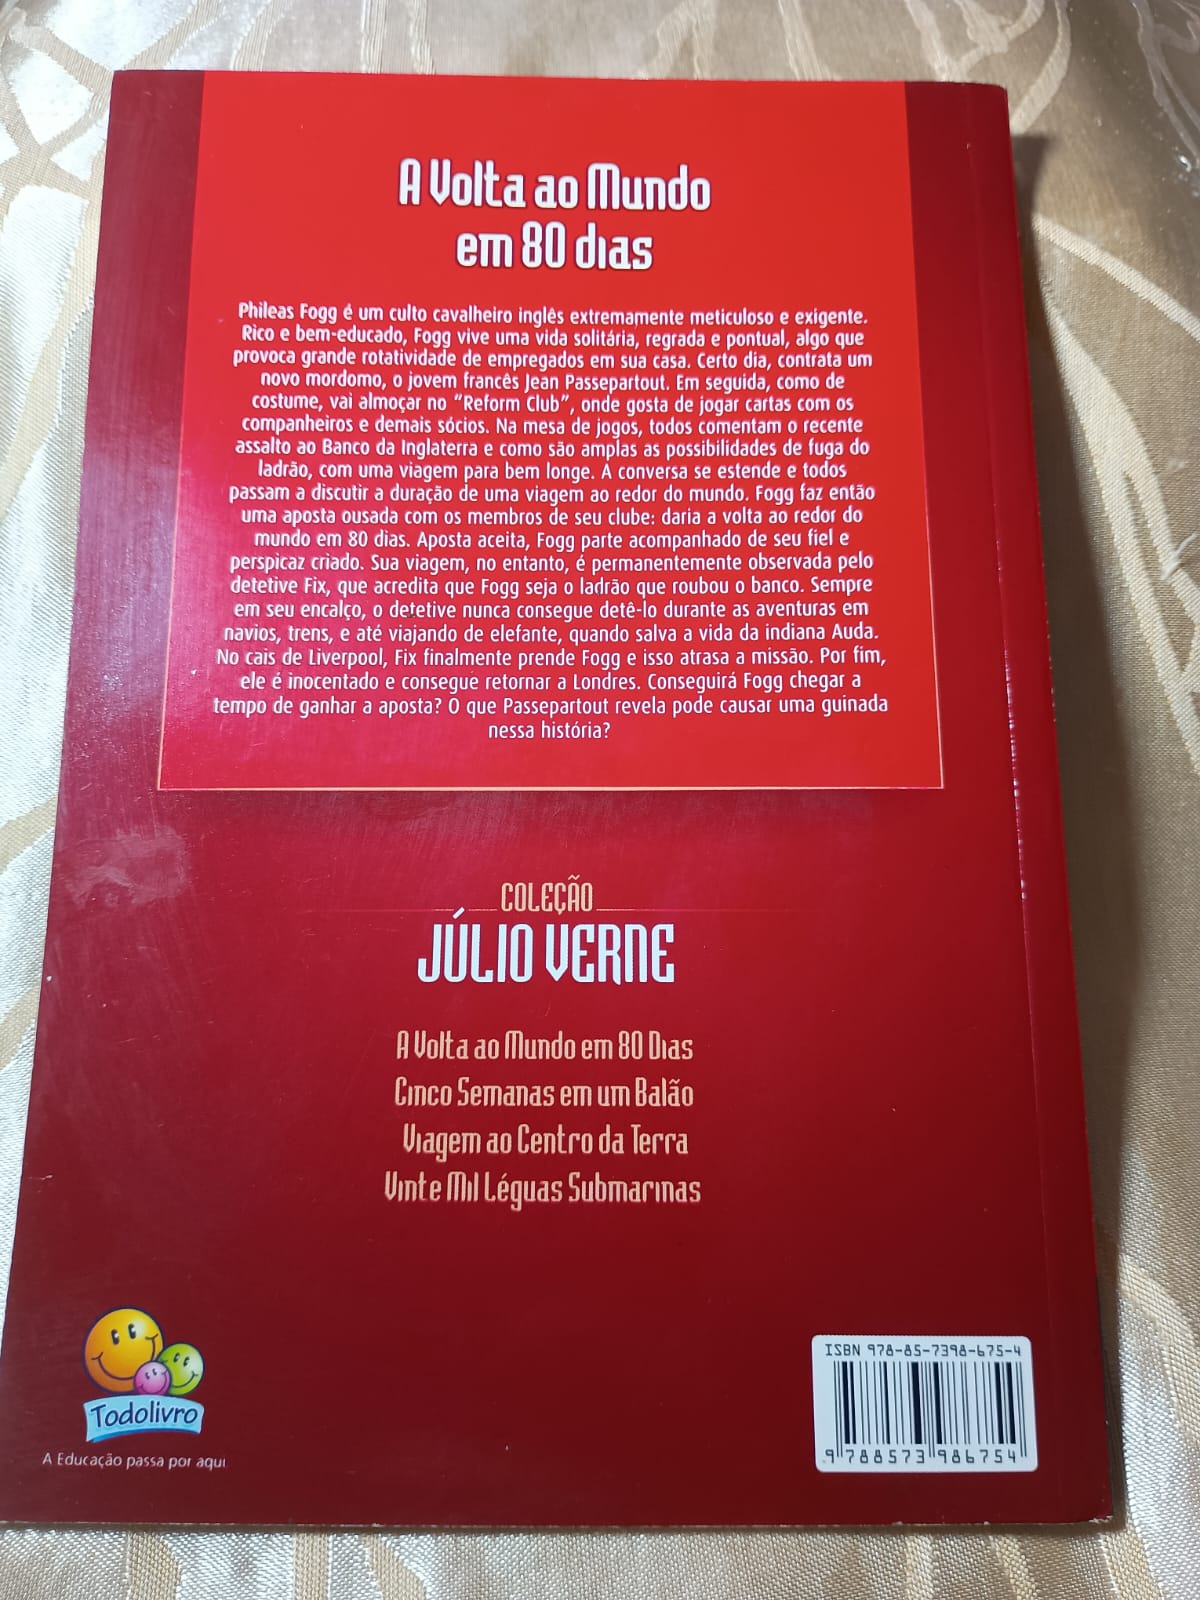 A Volta ao Mundo
em 80 dias
Phileas Fogg é um culto cavalheiro inglês extremamente meticuloso e exigente.
Rico e bem-educado, Fogg vive uma vida solitária, regrada e pontual, algo que
provoca grande rotatividade de empregados em sua casa. Certo dia, contrata um
novo mordomo, o jovem francês Jean Passepartout. Em seguida, como de
costume, vai almoçar no "Reform Club", onde gosta de jogar cartas com os
companheiros e demais sócios. Na mesa de jogos, todos comentam o recente
assalto ao Banco da Inglaterra e como são amplas as possibilidades de fuga do
ladrão, com uma viagem para bem longe. A conversa se estende e todos
passam a discutir a duração de uma viagem ao redor do mundo. Fogg faz então
uma aposta ousada com os membros de seu clube: daria a volta ao redor do
mundo em 80 dias. Aposta aceita, Fogg parte acompanhado de seu fiel e
perspicaz criado. Sua viagem, no entanto, é permanentemente observada pelo
detetive Fix, que acredita que Fogg seja o ladrão que roubou o banco. Sempre
em seu encalço, o detetive nunca consegue detê-lo durante as aventuras em
navios, trens, e até viajando de elefante, quando salva a vida da indiana Auda.
No cais de Liverpool, Fix finalmente prende Fogg e isso atrasa a missão. Por fim,
ele é inocentado e consegue retornar a Londres. Conseguirá Fogg chegar a
tempo de ganhar a aposta? O que Passepartout revela pode causar uma guinada
nessa história?
COLEÇÃO
JÚLIO VERNE
A Volta ao Mundo em 80 Dias
Cinco Semanas em um Balão
Viagem ao Centro da Terra
Vinte Mil Léguas Submarinas
Todolivro
A Educação passa por aqui
ISBN 978-85-7398-675-4
9 788573 986754